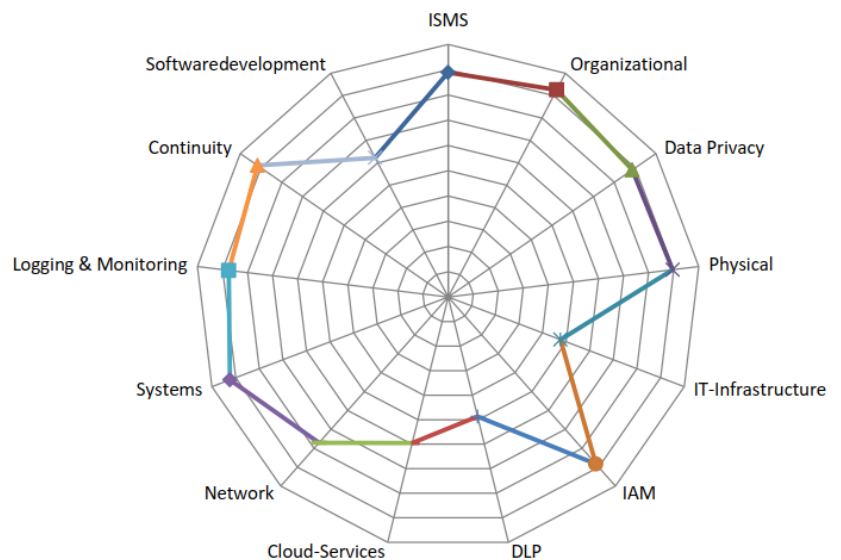 ISMS
Softwaredevelopment
Organizational
Continuity
Data Privacy
Logging & Monitoring
Physical
Systems
IT-Infrastructure
Network
IAM
Cloud-Services
DLP